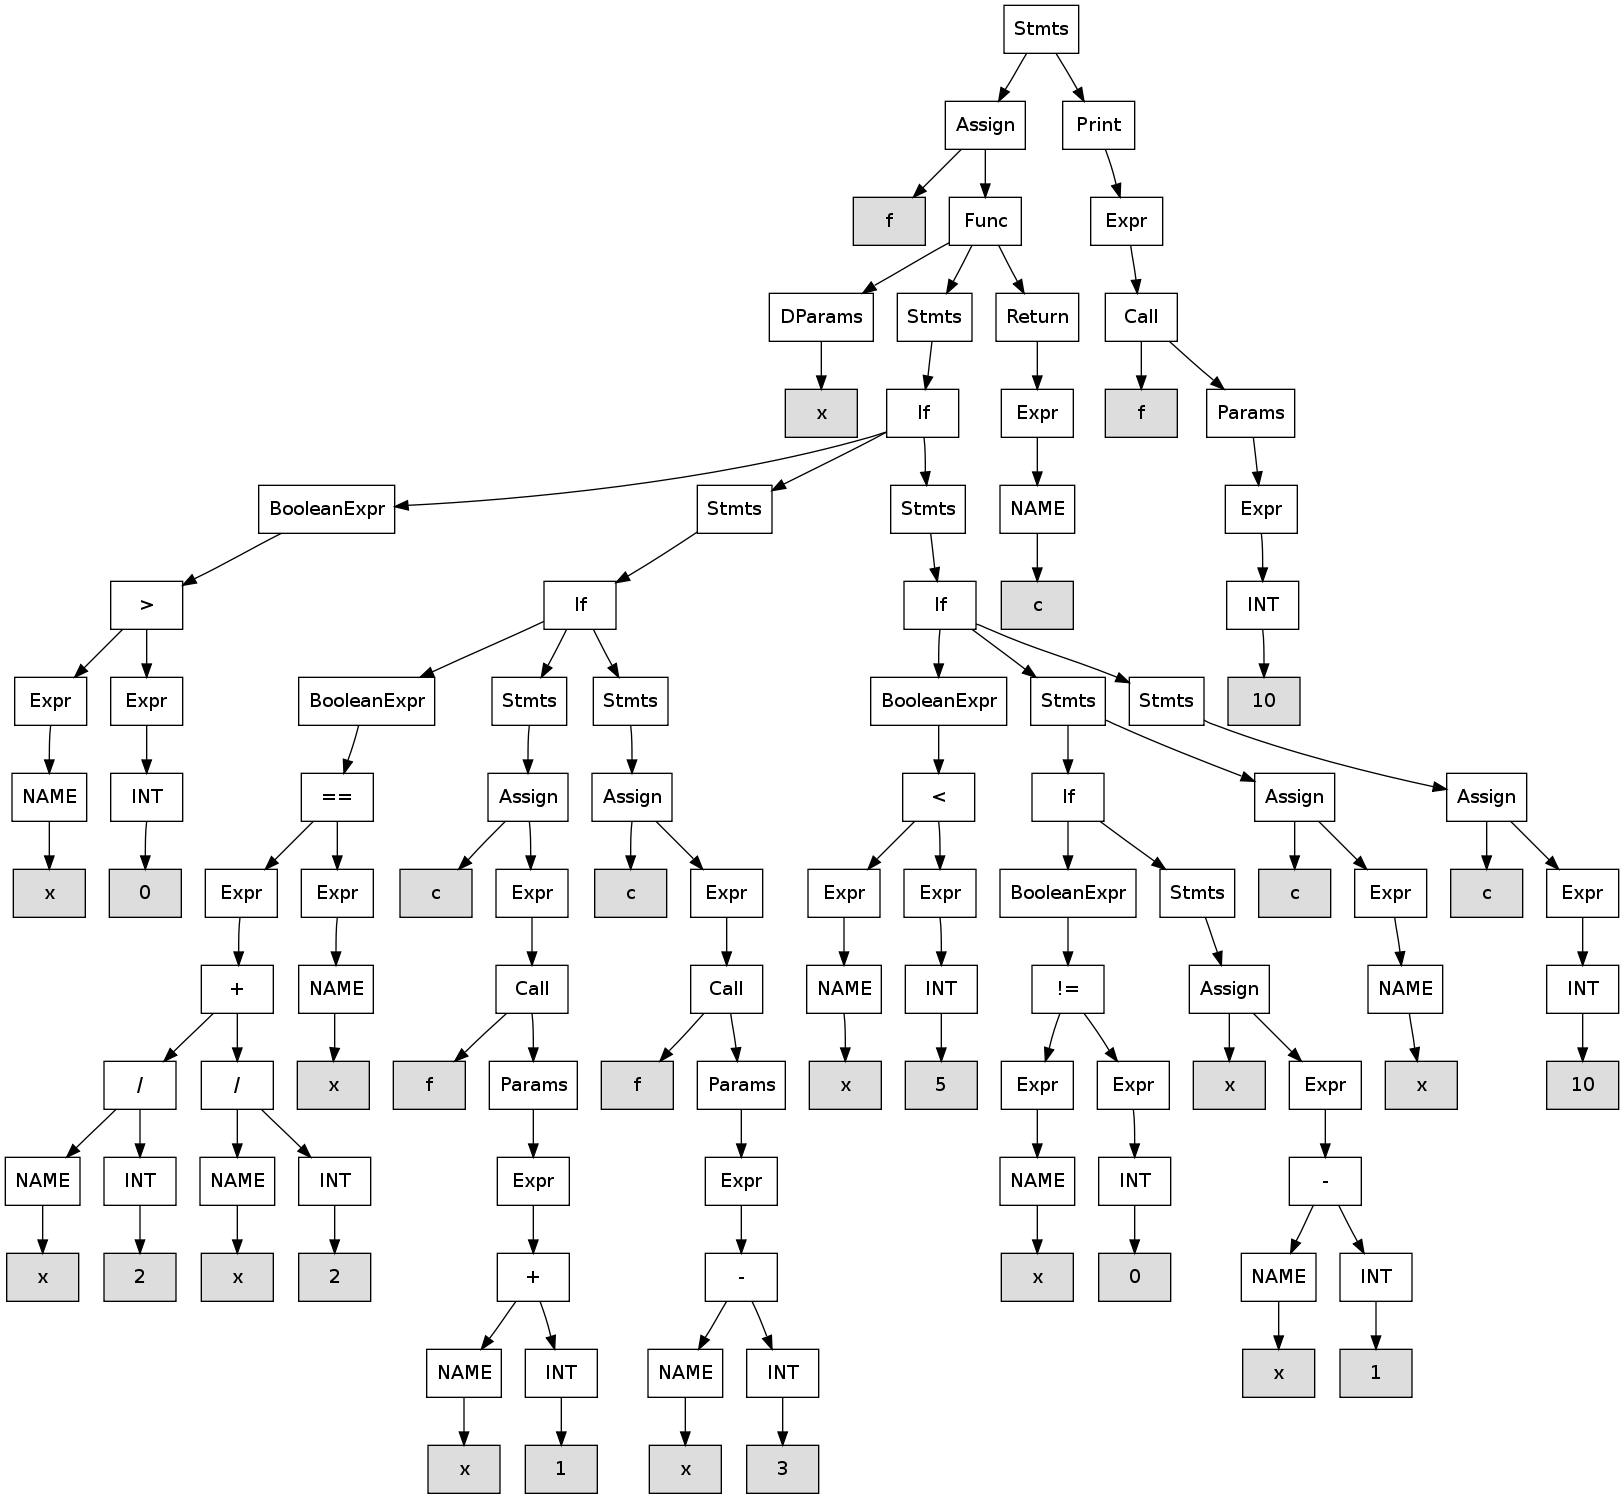 Stmts
Assign Print
f Func Expr
DParams Stmts Return Call
x If Expr f Params
BooleanExpr Stmts Stmts NAME Expr
> If If c INT
Expr Expr BooleanExpr Stmts Stmts BooleanExpr Stmts Stmts 10
NAME INT == Assign Assign < If Assign Assign
x 0 Expr Expr c Expr c Expr Expr Expr BooleanExpr Stmts c Expr c Expr
+ NAME Call Call NAME INT != Assign NAME INT
/ / x f Params f Params x 5 Expr Expr x Expr x 10
NAME INT NAME INT Expr Expr NAME INT -
x 2 x 2 + - x 0 NAME INT
NAME INT NAME INT x 1
x 1 x 3